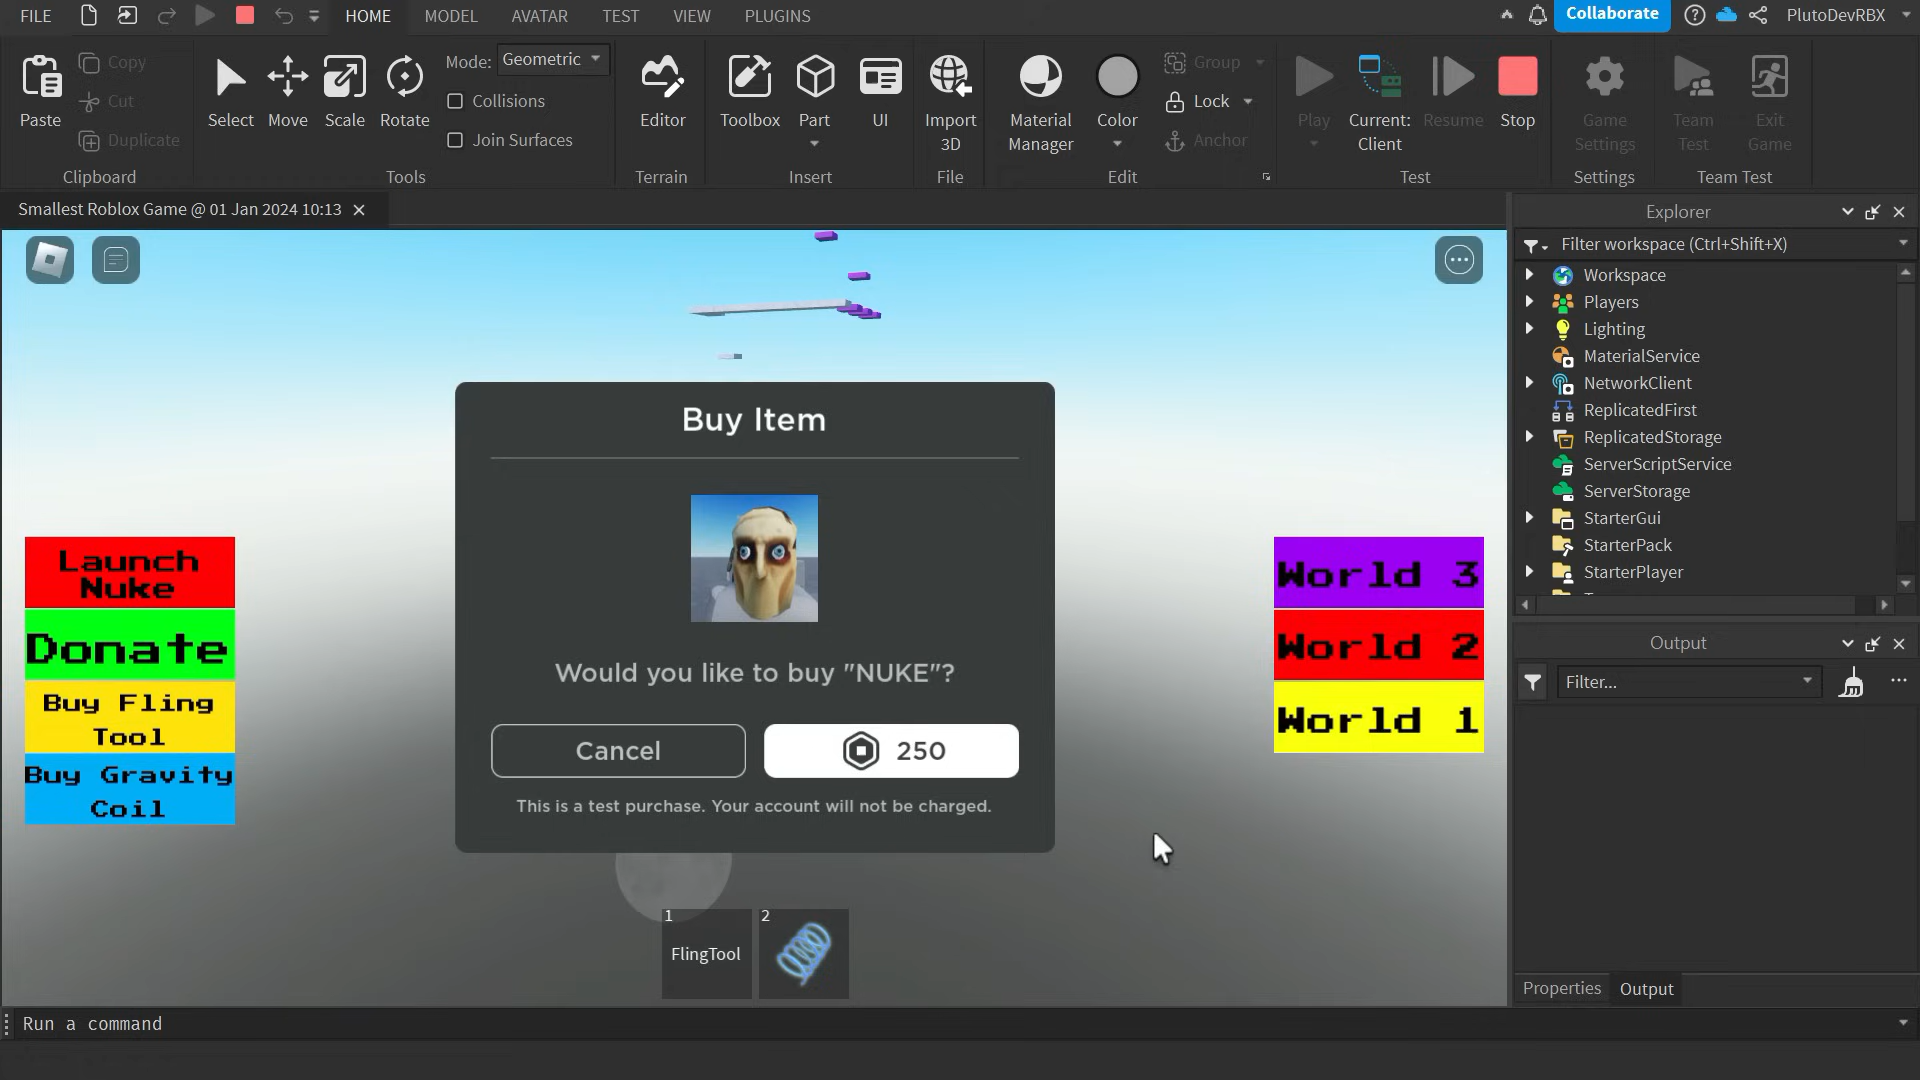 FILE
HOME
MODEL
AVATAR
TEST
VIEW
PLUGINS
Collaborate
PlutoDevRBX
Paste
Copy
Cut
Duplicate
Clipboard
Select
Move
Scale
Rotate
Mode:
Geometric
Collisions
Join Surfaces
Tools
Editor
Terrain
Toolbox
Part
UI
Insert
Import
3D
File
Material
Manager
Color
Group
Lock
Anchor
Edit
Play
Current:
Client
Resume
Stop
Test
Game
Settings
Settings
Team
Test
Exit
Game
Team Test
Smallest Roblox Game @ 01 Jan 2024 10:13
Launch
Nuke
Donate
Buy Fling
Tool
Buy Gravity
Coil
Buy Item
Would you like to buy "NUKE"?
Cancel
250
This is a test purchase. Your account will not be charged.
World 3
World 2
World 1
1
FlingTool
2
Explorer
Filter workspace (Ctrl+Shift+X)
Workspace
Players
Lighting
MaterialService
NetworkClient
ReplicatedFirst
ReplicatedStorage
ServerScriptService
ServerStorage
StarterGui
StarterPack
StarterPlayer
Output
Filter...
Properties
Output
Run a command